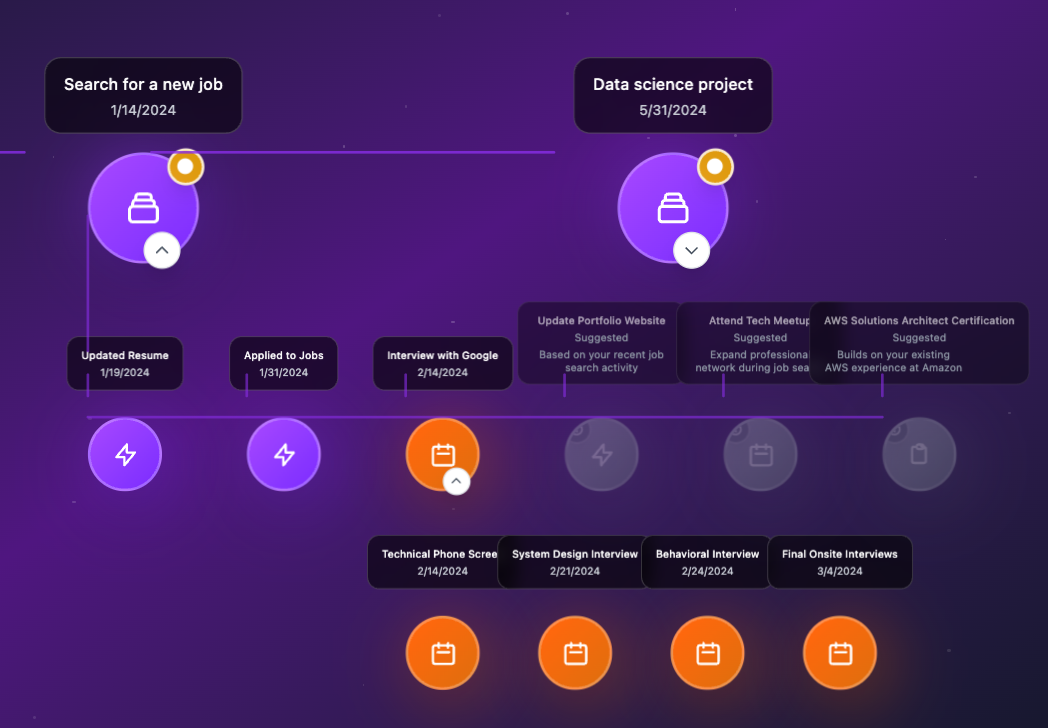 Search for a new job
1/14/2024
Data science project
5/31/2024
Update Portfolio Website
Suggested
Based on your recent job
search activity
Attend Tech Meetup
Suggested
Expand professiona
network during job sea
AWS Solutions Architect Certification
Suggested
Builds on your existing
AWS experience at Amazon
Updated Resume
1/19/2024
Applied to Jobs
1/31/2024
Interview with Google
2/14/2024
Technical Phone Scree
2/14/2024
System Design Interview
2/21/2024
Behavioral Interview
2/24/2024
Final Onsite Interviews
3/4/2024